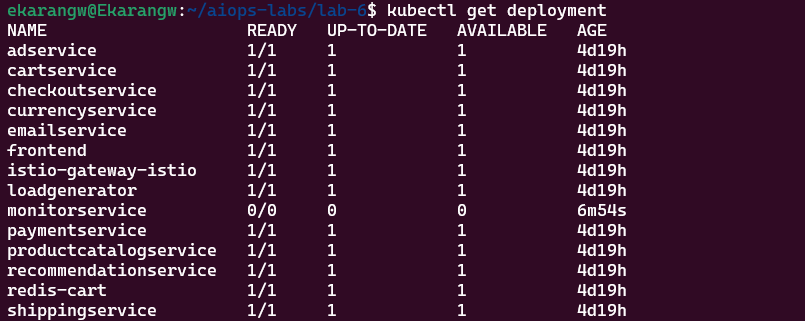 ekarangw@Ekarangw:~/aiops-labs/lab-6$ kubectl get deployment
NAME                    READY   UP-TO-DATE   AVAILABLE   AGE
adservice               1/1     1            1           4d19h
cartservice             1/1     1            1           4d19h
checkoutservice         1/1     1            1           4d19h
currencyservice         1/1     1            1           4d19h
emailservice            1/1     1            1           4d19h
frontend                1/1     1            1           4d19h
istio-gateway-istio     1/1     1            1           4d19h
loadgenerator           1/1     1            1           4d19h
monitorservice          0/0     0            0           6m54s
paymentservice          1/1     1            1           4d19h
productcatalogservice   1/1     1            1           4d19h
recommendationservice   1/1     1            1           4d19h
redis-cart              1/1     1            1           4d19h
shippingservice         1/1     1            1           4d19h